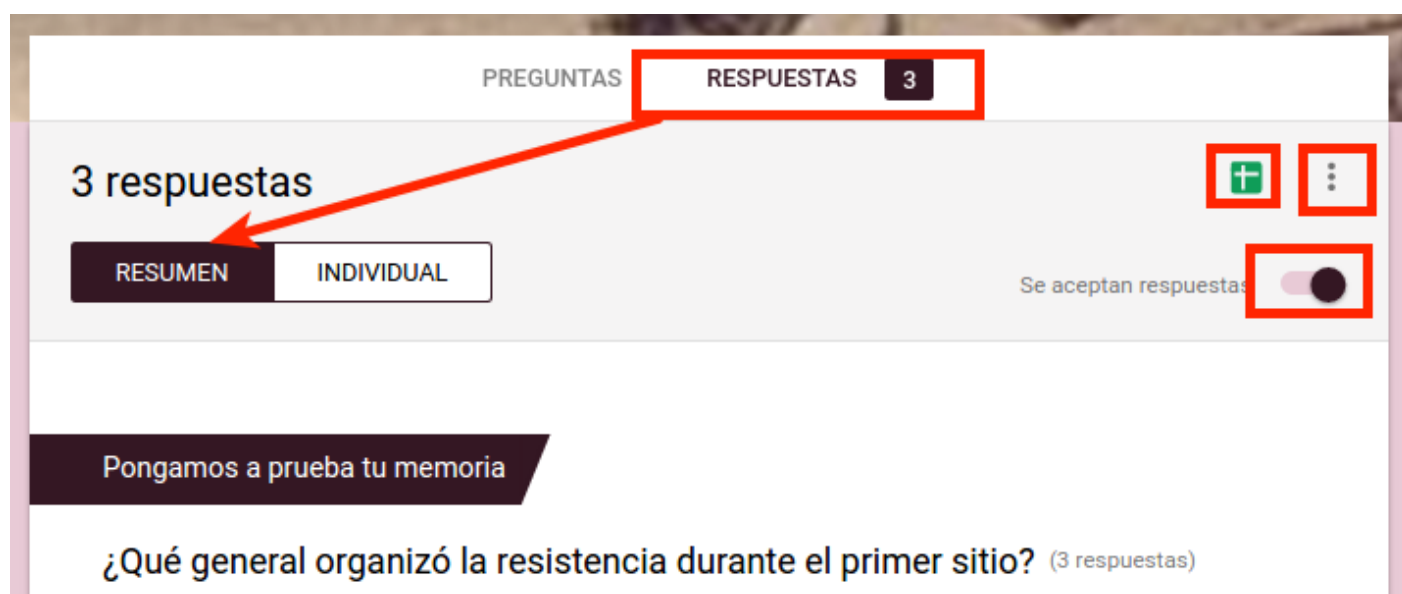 PREGUNTAS RESPUESTAS 3
3 respuestas
RESUMEN INDIVIDUAL
Se aceptan respuestas
Pongamos a prueba tu memoria
¿Qué general organizó la resistencia durante el primer sitio? (3 respuestas)